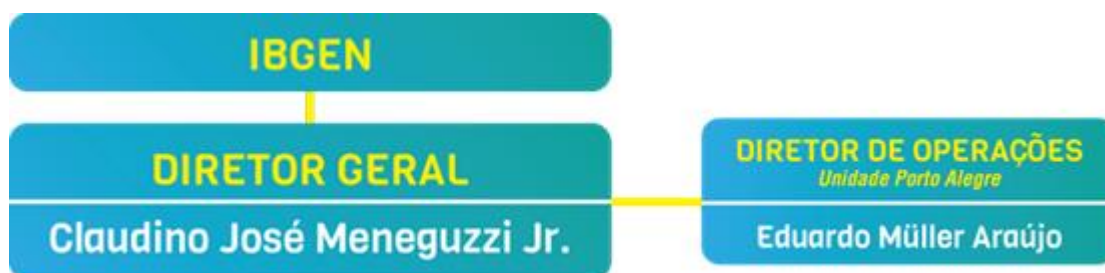 IBGEN
DIRETOR GERAL
Claudino José Meneguzzi Jr.
DIRETOR DE OPERAÇÕES
Unidade Porto Alegre
Eduardo Müller Araújo